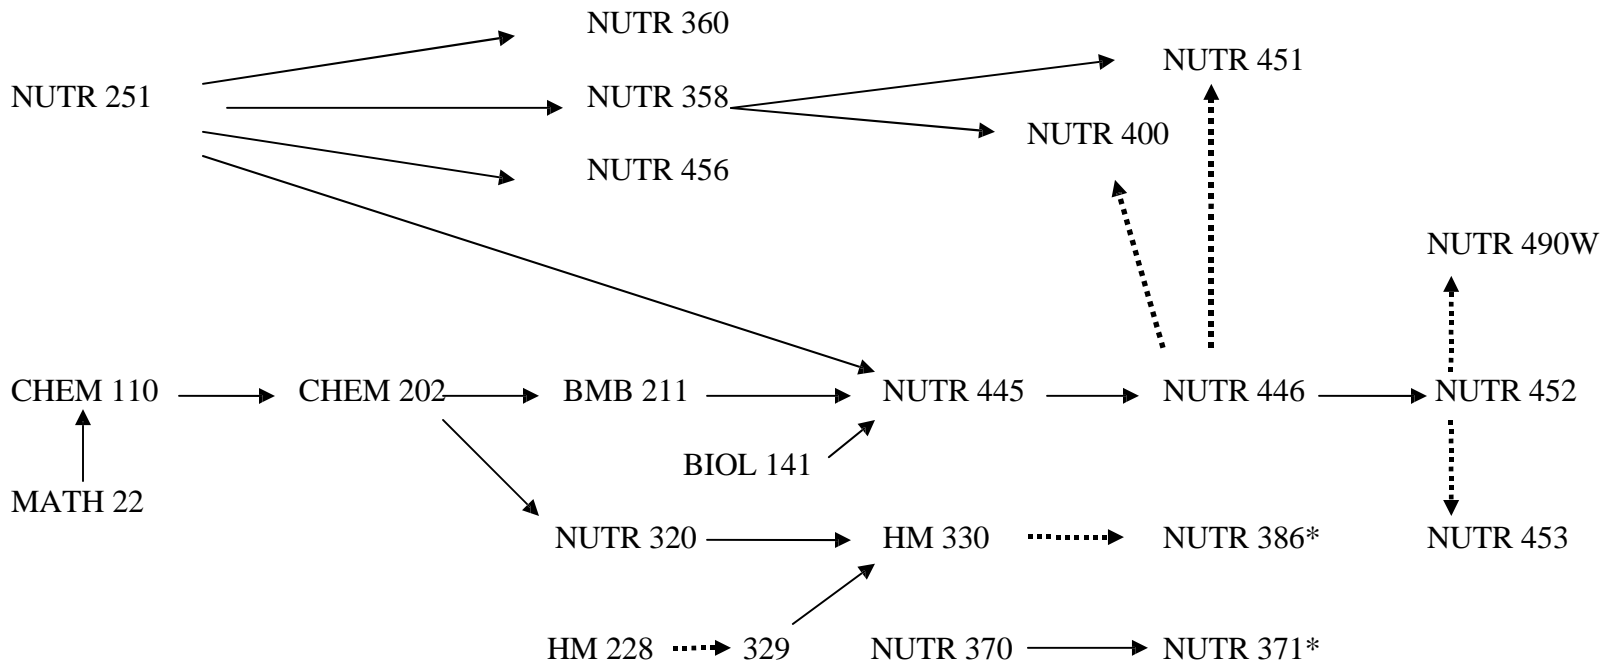 NUTR 360
NUTR 451
NUTR 251
NUTR 358
NUTR 400
NUTR 456
NUTR 490W
CHEM 110
CHEM 202
BMB 211
NUTR 445
NUTR 446
NUTR 452
BIOL 141
MATH 22
NUTR 320
HM 330
NUTR 386*
NUTR 453
HM 228
329
NUTR 370
NUTR 371*